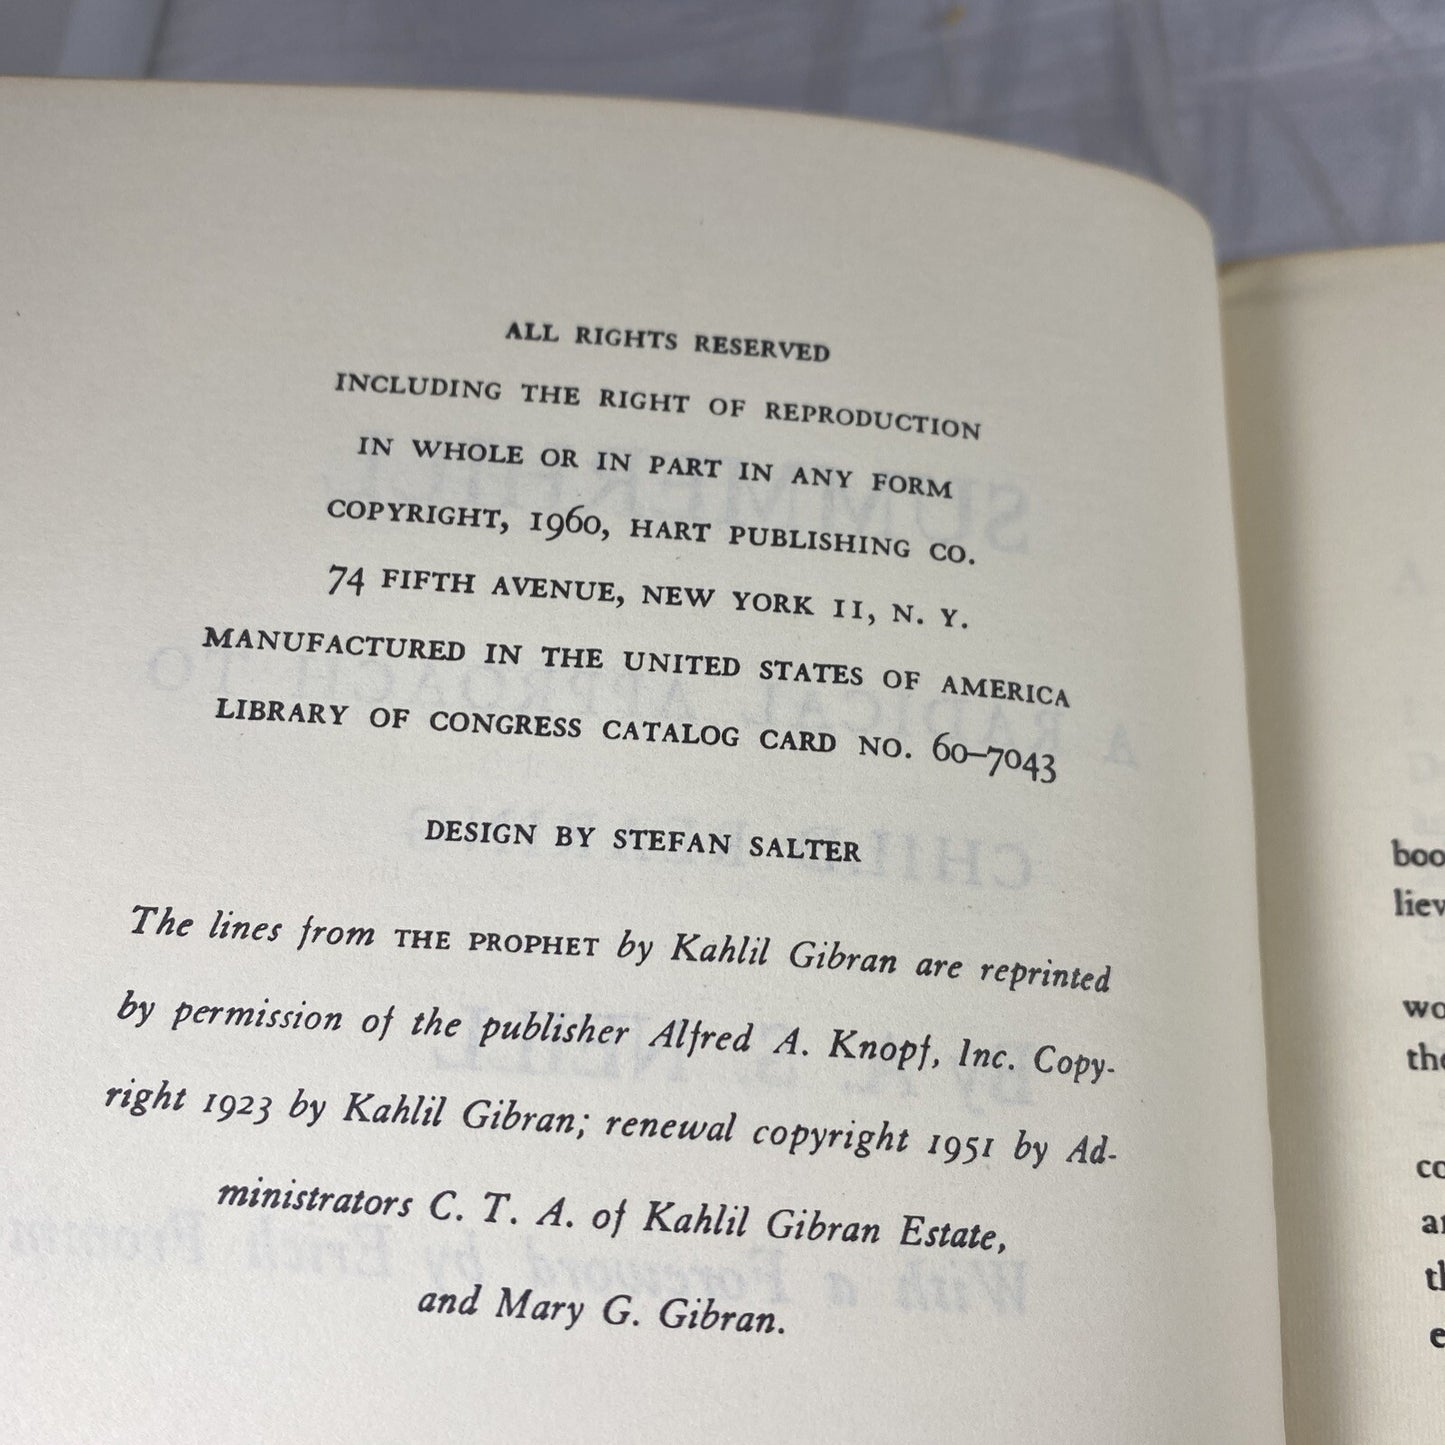 ALL RIGHTS RESERVED
INCLUDING THE RIGHT OF REPRODUCTION
IN WHOLE OR IN PART IN ANY FORM
COPYRIGHT, 1960, HART PUBLISHING CO.
74 FIFTH AVENUE, NEW YORK 11, N. Y.
MANUFACTURED IN THE UNITED STATES OF AMERICA
LIBRARY OF CONGRESS CATALOG CARD NO. 60–7043
DESIGN BY STEFAN SALTER
The lines from THE PROPHET by Kahlil Gibran are reprinted
by permission of the publisher Alfred A. Knopf, Inc. Copy-
right 1923 by Kahlil Gibran; renewal copyright 1951 by Ad-
ministrators C. T. A. of Kahlil Gibran Estate,
and Mary G. Gibran.